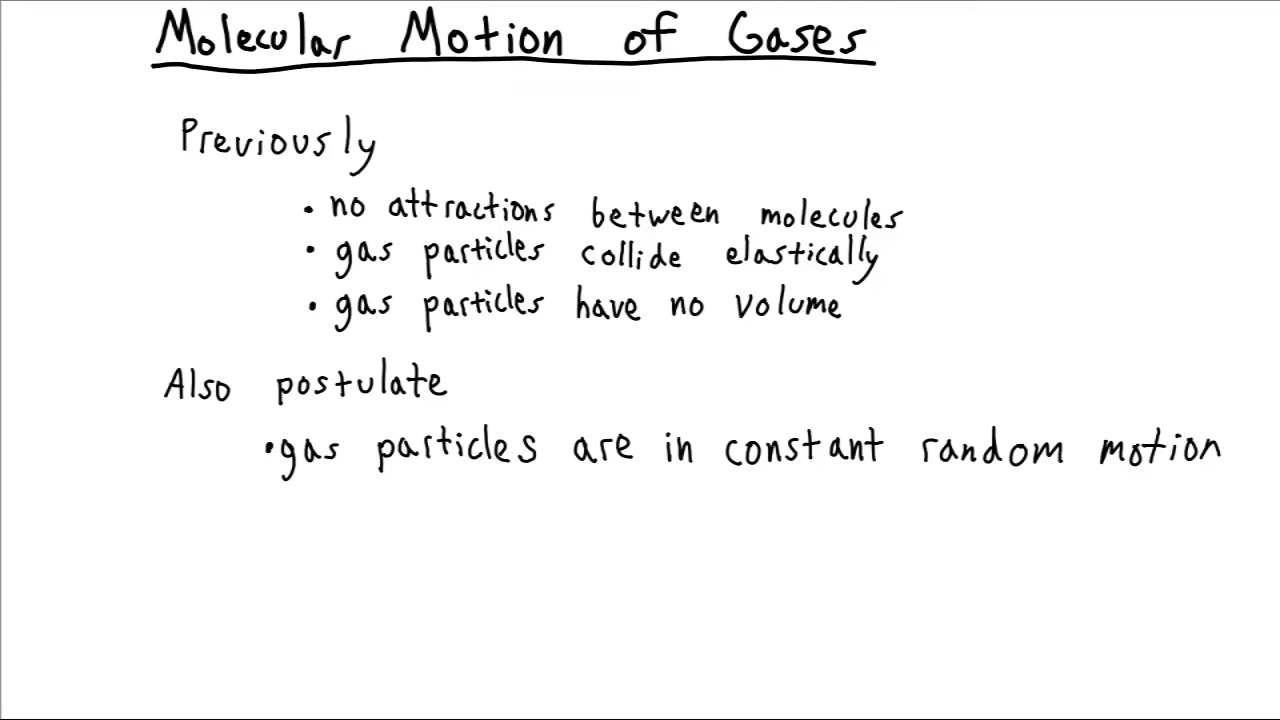 Molecular Motion of Gases
Previously
• no attractions between molecules
• gas particles collide elastically
• gas particles have no volume
Also postulate
• gas particles are in constant random motion